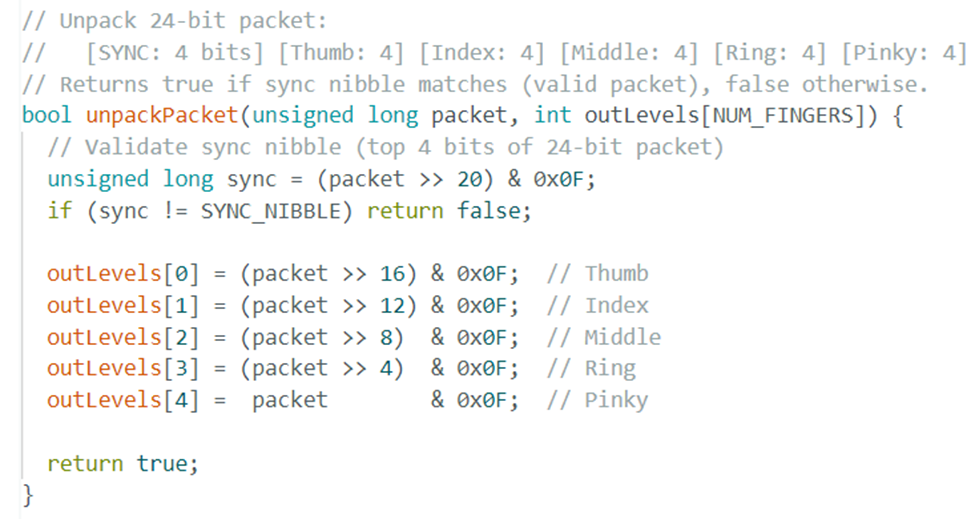 // Unpack 24-bit packet:
//   [SYNC: 4 bits] [Thumb: 4] [Index: 4] [Middle: 4] [Ring: 4] [Pinky: 4]
// Returns true if sync nibble matches (valid packet), false otherwise.
bool unpackPacket(unsigned long packet, int outLevels[NUM_FINGERS]) {
  // Validate sync nibble (top 4 bits of 24-bit packet)
  unsigned long sync = (packet >> 20) & 0x0F;
  if (sync != SYNC_NIBBLE) return false;

  outLevels[0] = (packet >> 16) & 0x0F;  // Thumb
  outLevels[1] = (packet >> 12) & 0x0F;  // Index
  outLevels[2] = (packet >> 8)  & 0x0F;  // Middle
  outLevels[3] = (packet >> 4)  & 0x0F;  // Ring
  outLevels[4] =  packet        & 0x0F;  // Pinky

  return true;
}